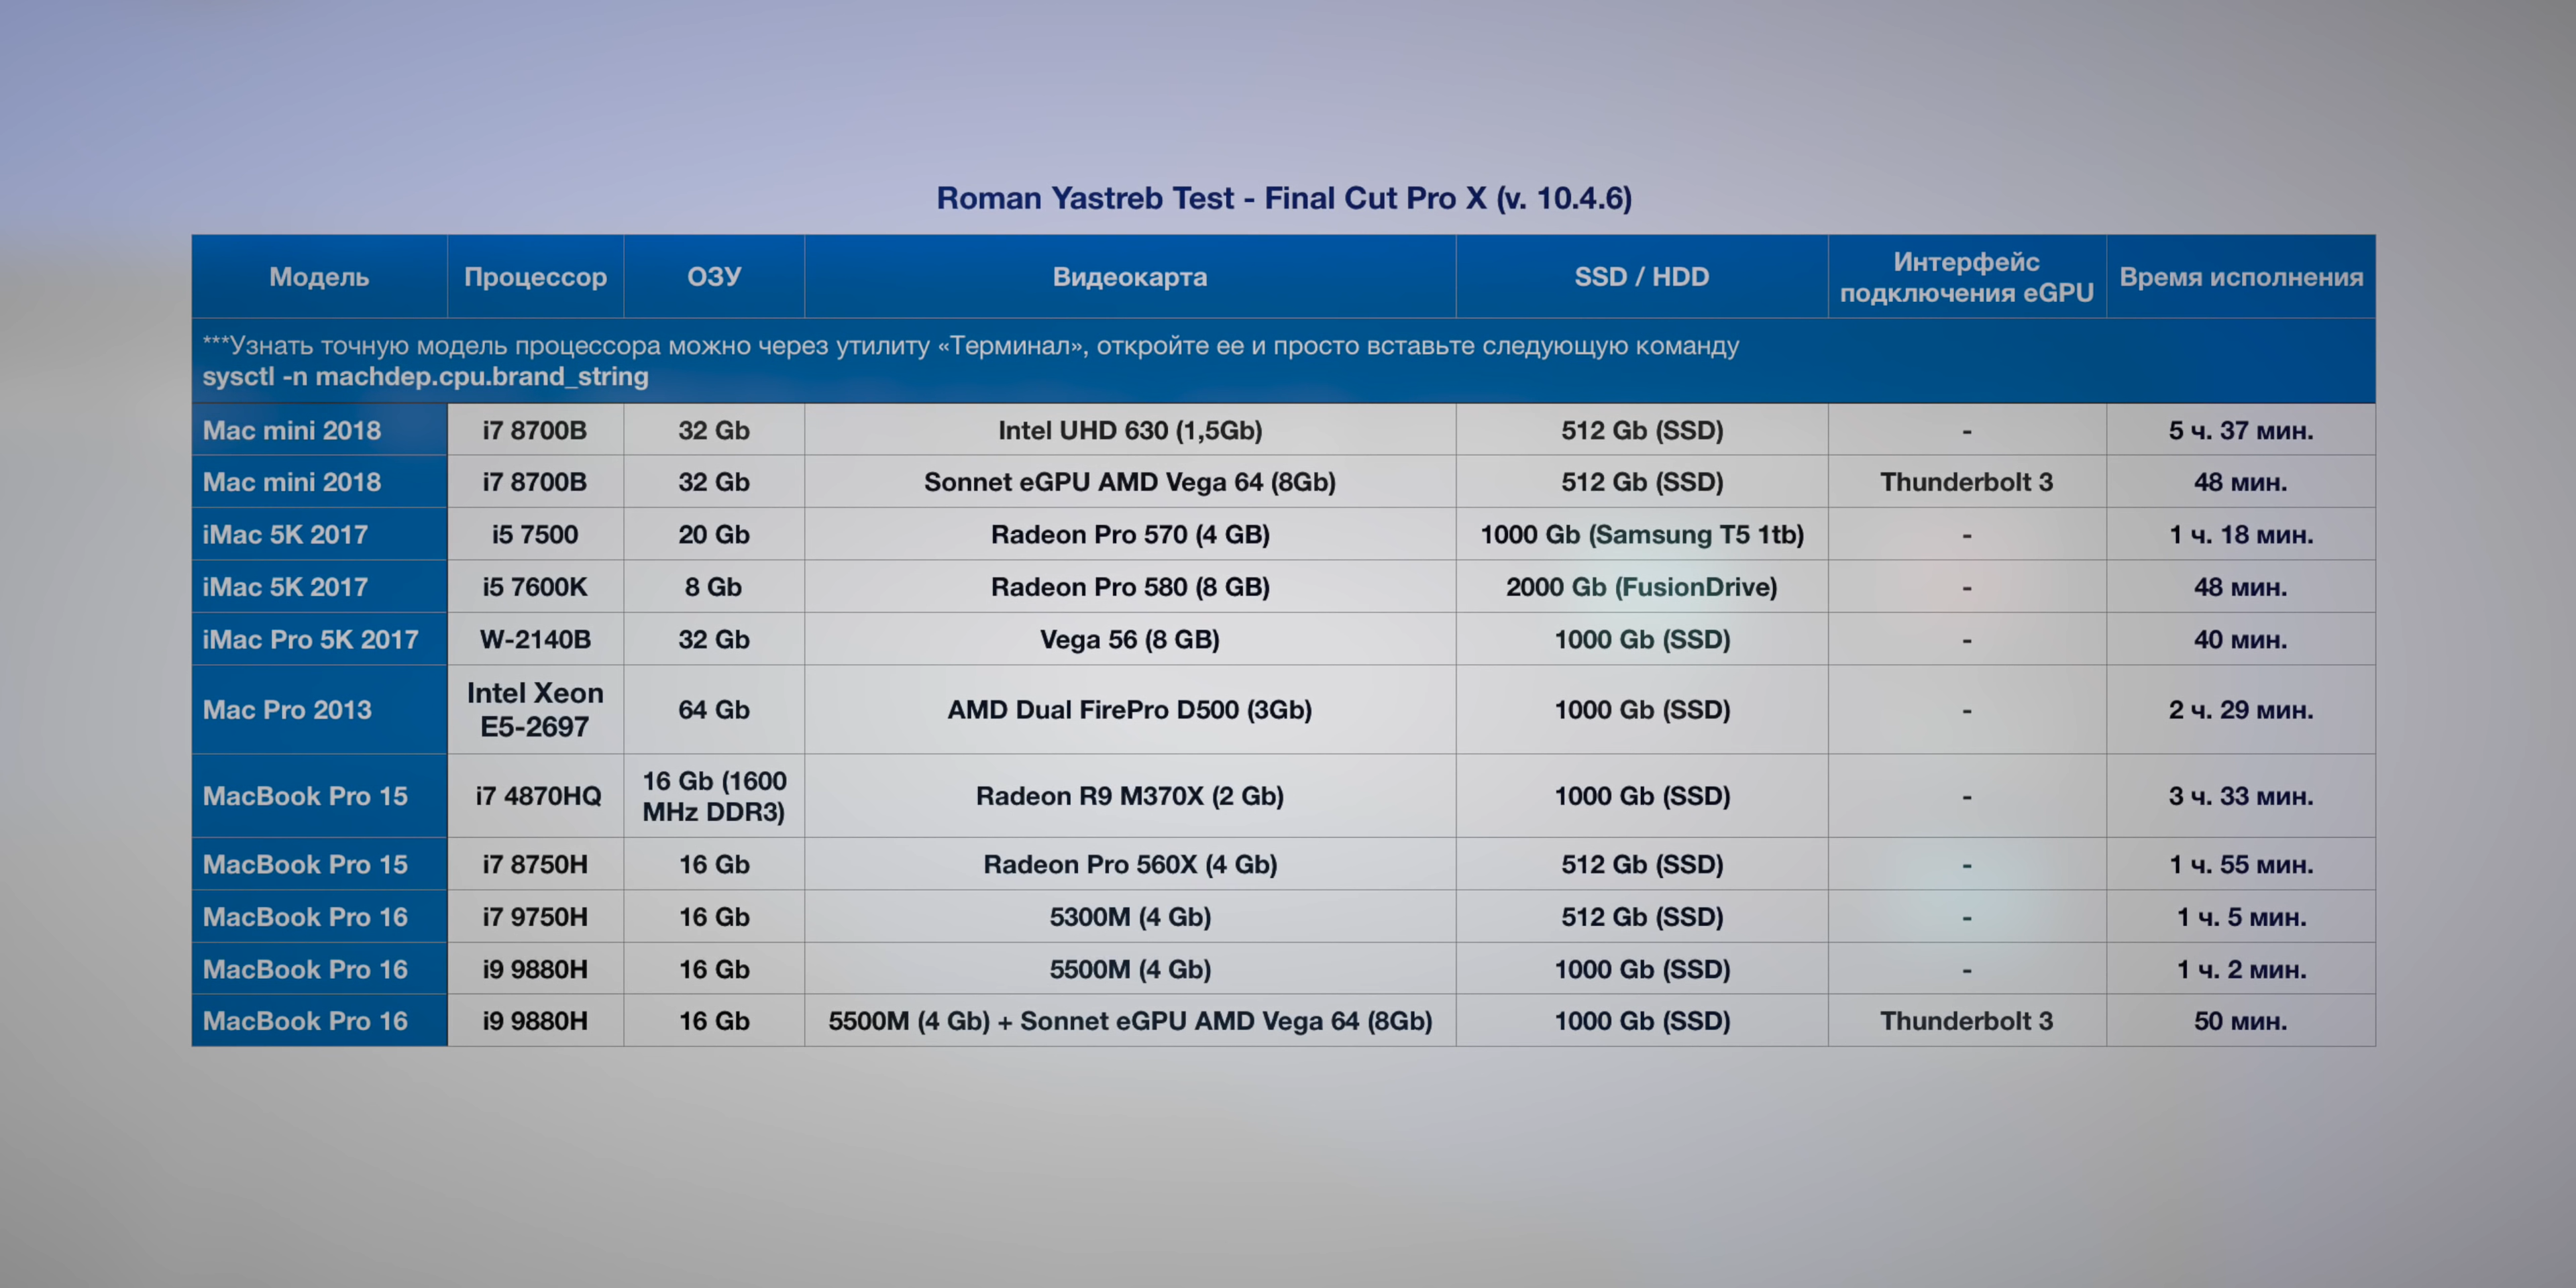 Roman Yastreb Test - Final Cut Pro X (v. 10.4.6)
Модель Процессор ОЗУ Видеокарта SSD / HDD Интерфейс подключения eGPU Время исполнения
***Узнать точную модель процессора можно через утилиту «Терминал», откройте ее и просто вставьте следующую команду
sysctl -n machdep.cpu.brand_string
Mac mini 2018 i7 8700B 32 Gb Intel UHD 630 (1,5Gb) 512 Gb (SSD) - 5 ч. 37 мин.
Mac mini 2018 i7 8700B 32 Gb Sonnet eGPU AMD Vega 64 (8Gb) 512 Gb (SSD) Thunderbolt 3 48 мин.
iMac 5K 2017 i5 7500 20 Gb Radeon Pro 570 (4 GB) 1000 Gb (Samsung T5 1tb) - 1 ч. 18 мин.
iMac 5K 2017 i5 7600K 8 Gb Radeon Pro 580 (8 GB) 2000 Gb (FusionDrive) - 48 мин.
iMac Pro 5K 2017 W-2140B 32 Gb Vega 56 (8 GB) 1000 Gb (SSD) - 40 мин.
Mac Pro 2013 Intel Xeon E5-2697 64 Gb AMD Dual FirePro D500 (3Gb) 1000 Gb (SSD) - 2 ч. 29 мин.
MacBook Pro 15 i7 4870HQ 16 Gb (1600 MHz DDR3) Radeon R9 M370X (2 Gb) 1000 Gb (SSD) - 3 ч. 33 мин.
MacBook Pro 15 i7 8750H 16 Gb Radeon Pro 560X (4 Gb) 512 Gb (SSD) - 1 ч. 55 мин.
MacBook Pro 16 i7 9750H 16 Gb 5300M (4 Gb) 512 Gb (SSD) - 1 ч. 5 мин.
MacBook Pro 16 i9 9880H 16 Gb 5500M (4 Gb) 1000 Gb (SSD) - 1 ч. 2 мин.
MacBook Pro 16 i9 9880H 16 Gb 5500M (4 Gb) + Sonnet eGPU AMD Vega 64 (8Gb) 1000 Gb (SSD) Thunderbolt 3 50 мин.